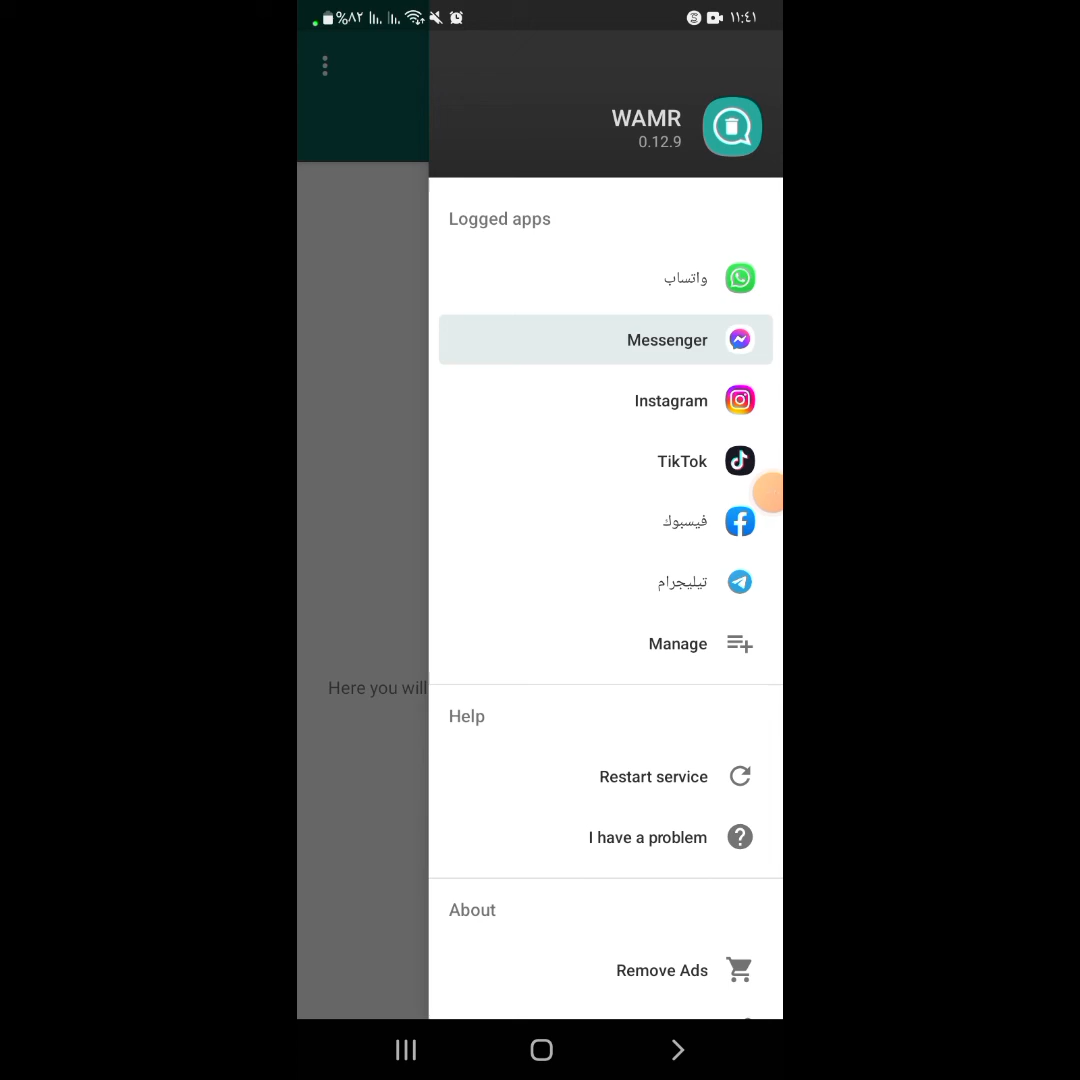 %٨٢
١١:٤١
WAMR
0.12.9
Logged apps
واتساب
Messenger
Instagram
TikTok
فيسبوك
تيليجرام
Manage
Here you will
Help
Restart service
I have a problem
About
Remove Ads